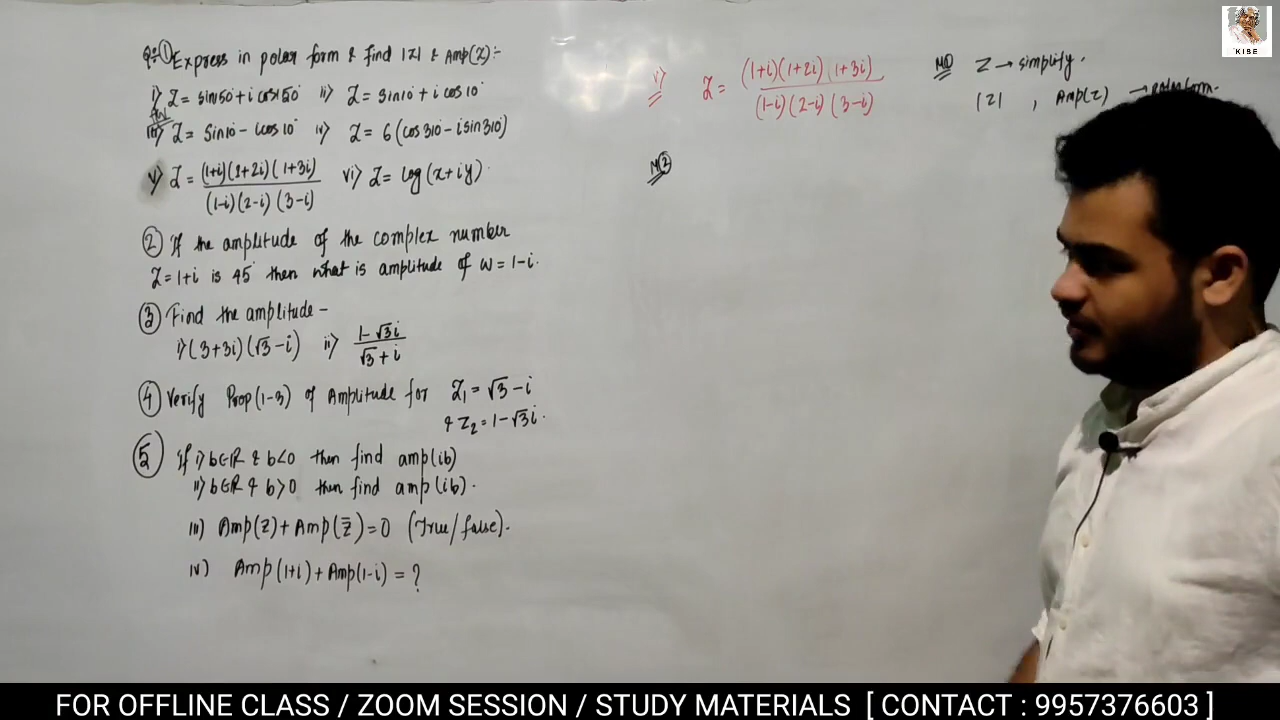 Qn:- ① Express in polar form & find |z| & Amp(z):-
i) z = sin50° + i cos150° ii) z = sin10° + i cos10°
iii) z = sin10° - i cos10° iv) z = 6(cos310° - i sin310°)
v) z = (1+i)(1+2i)(1+3i) / (1-i)(2-i)(3-i) vi) z = log(x+iy).
② If the amplitude of the complex number
z = 1+i is 45° then what is amplitude of w = 1-i.
③ Find the amplitude -
i) (3+3i)(√3-i) ii) 1-√3i / √3+i
④ Verify Prop (1-3) of Amplitude for z₁ = √3-i
& z₂ = 1-√3i.
⑤ If i) b∈R & b<0 then find amp(ib)
ii) b∈R & b>0 then find amp(ib).
iii) Amp(z) + Amp(z̅) = 0 (True/false).
iv) Amp(1+i) + Amp(1-i) = ?
v) z = (1+i)(1+2i)(1+3i) / (1-i)(2-i)(3-i)
M① z → simplify.
|z| , Amp(z) →
M②
KISE
FOR OFFLINE CLASS / ZOOM SESSION / STUDY MATERIALS [ CONTACT : 9957376603 ]